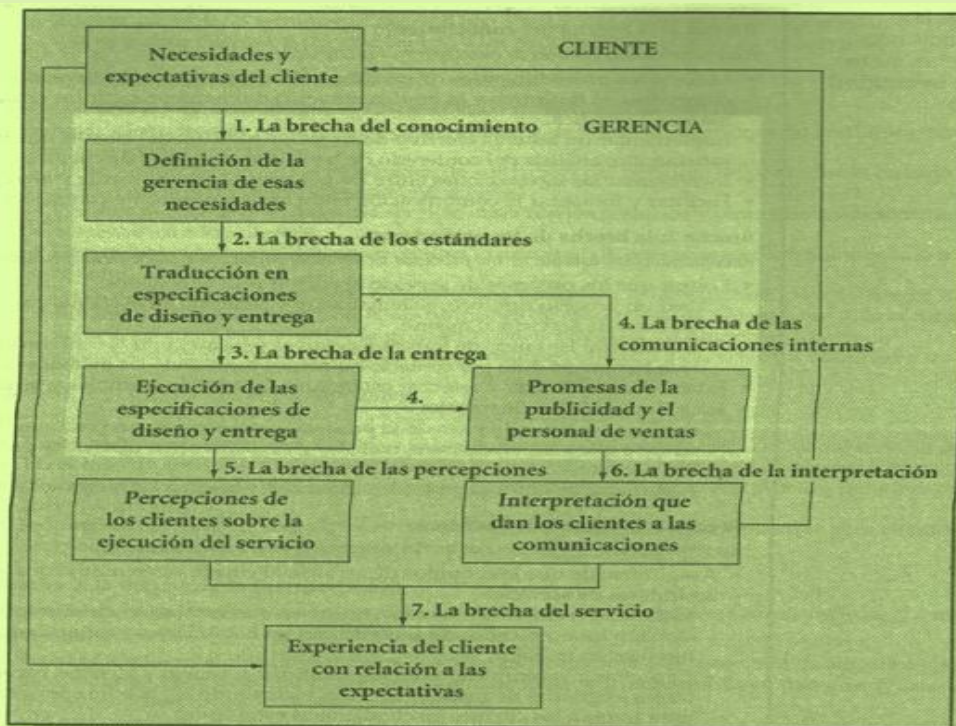 Necesidades y
expectativas del cliente
CLIENTE
1. La brecha del conocimiento
GERENCIA
Definición de la
gerencia de esas
necesidades
2. La brecha de los estándares
Traducción en
especificaciones
de diseño y entrega
4. La brecha de las
comunicaciones internas
3. La brecha de la entrega
Ejecución de las
especificaciones de
diseño y entrega
4.
Promesas de la
publicidad y el
personal de ventas
5. La brecha de las percepciones
6. La brecha de la interpretación
Percepciones de
los clientes sobre la
ejecución del servicio
Interpretación que
dan los clientes a las
comunicaciones
7. La brecha del servicio
Experiencia del cliente
con relación a las
expectativas